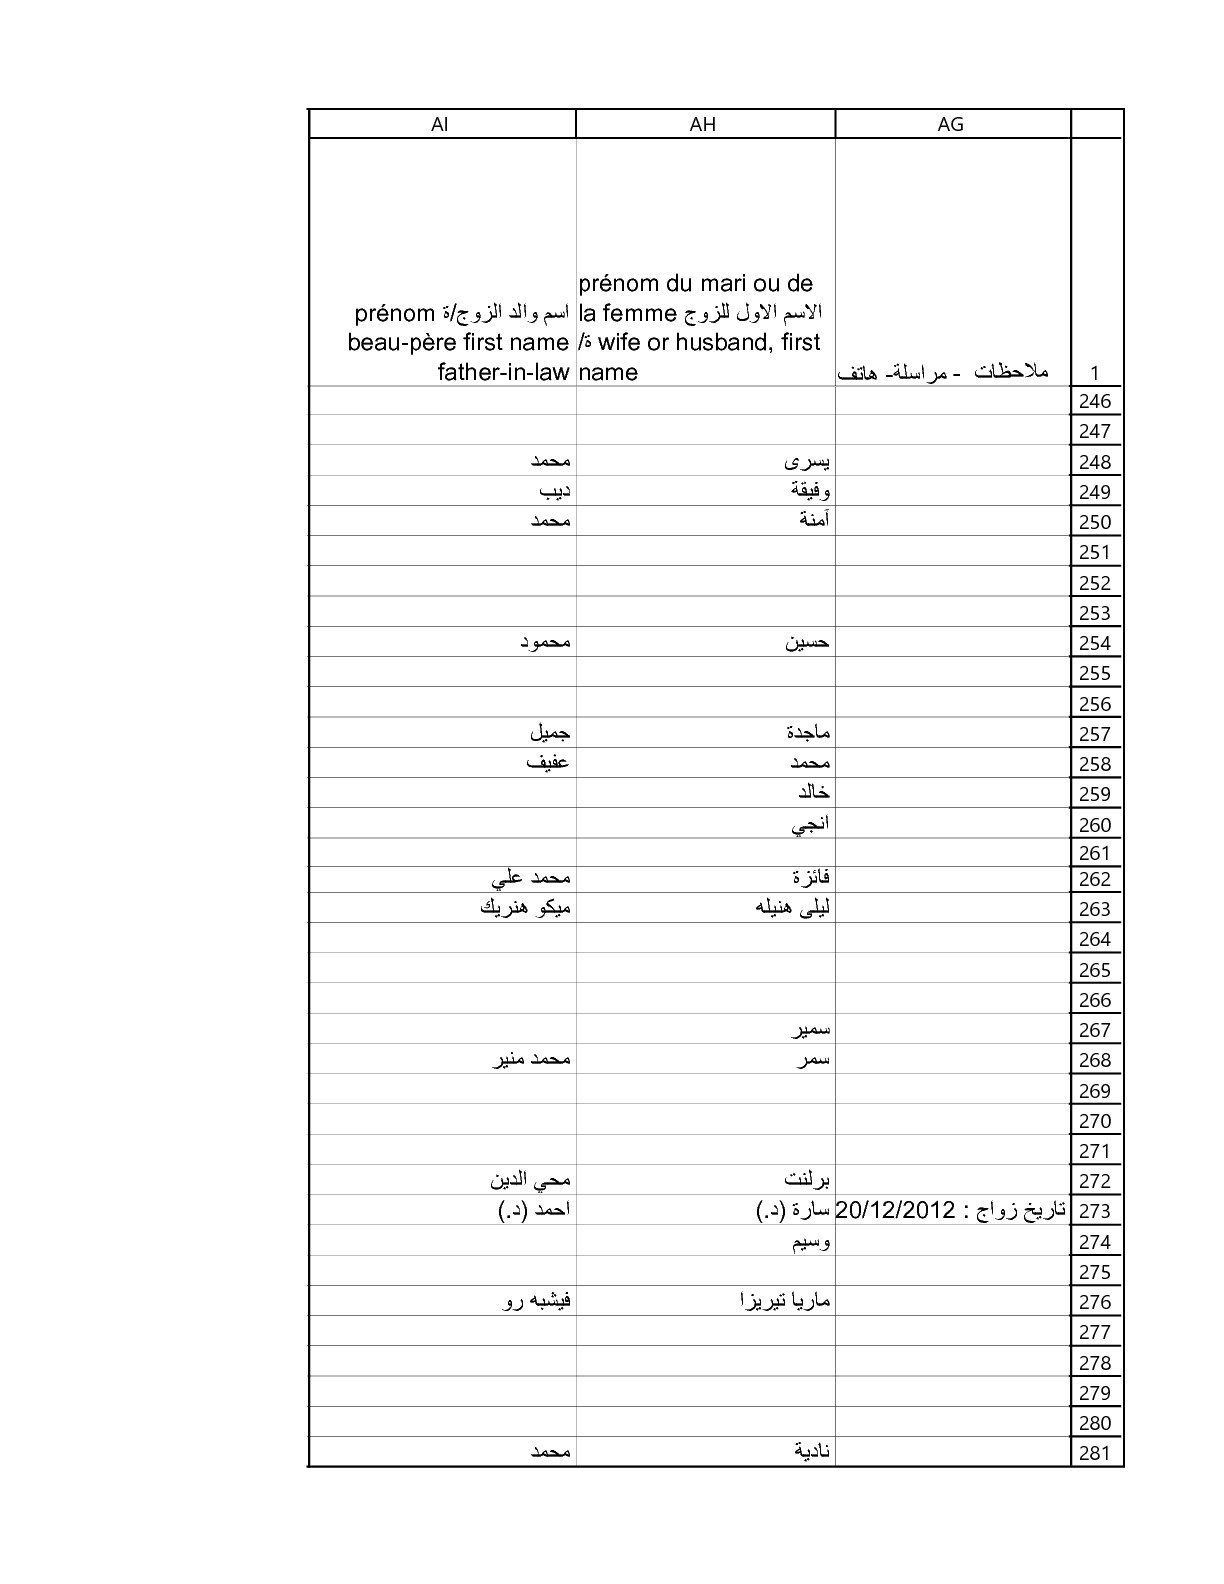 AG AH AI
1 ملاحظات - مراسلة- هاتف
prénom du mari ou de
la femme الاسم الاول للزوج
/ة wife or husband, first
name
prénom اسم والد الزوج/ة
beau-père first name
father-in-law
246
247
248 يسرى محمد
249 وفيقة ديب
250 آمنة محمد
251
252
253
254 حسين محمود
255
256
257 ماجدة جميل
258 محمد عفيف
259 خالد
260 انجي
261
262 فائزة محمد علي
263 ليلى هنيله ميكو هنريك
264
265
266
267 سمير
268 سمر محمد منير
269
270
271
272 برلنت محي الدين
273 تاريخ زواج : 20/12/2012 سارة (د.) احمد (د.)
274 وسيم
275
276 ماريا تيريزا فيشبه رو
277
278
279
280
281 نادية محمد